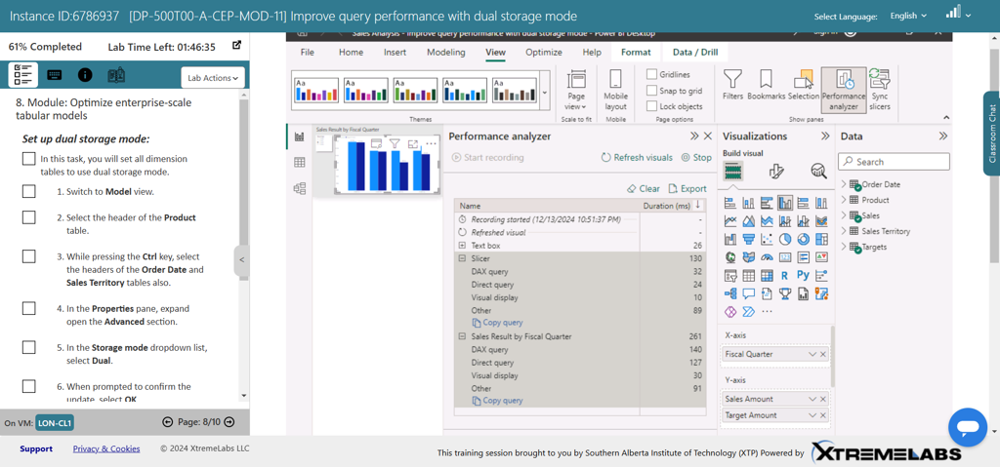 Instance ID:6786937 [DP-500T00-A-CEP-MOD-11] Improve query performance with dual storage mode
Select Language: English
61% Completed
Lab Time Left: 01:46:35
Lab Actions
8. Module: Optimize enterprise-scale
tabular models
Set up dual storage mode:
In this task, you will set all dimension
tables to use dual storage mode.
1. Switch to Model view.
2. Select the header of the Product
table.
3. While pressing the Ctrl key, select
the headers of the Order Date and
Sales Territory tables also.
4. In the Properties pane, expand
open the Advanced section.
5. In the Storage mode dropdown list,
select Dual.
6. When prompted to confirm the
update, select OK
On VM: LON-CL1
Page: 8/10
Sales Analysis - Improve query performance with dual storage mode - Power BI Desktop
File Home Insert Modeling View Optimize Help Format Data / Drill
Aa Aa Aa Aa Aa
Themes
Page
view
Scale to fit
Mobile
layout
Mobile
Gridlines
Snap to grid
Lock objects
Page options
Filters Bookmarks Selection Performance
analyzer
Sync
slicers
Show panes
Sales Result by Fiscal Quarter
Performance analyzer
Start recording Refresh visuals Stop
Clear Export
Name Duration (ms)
Recording started (12/13/2024 10:51:37 PM) -
Refreshed visual -
Text box 26
Slicer 130
DAX query 32
Direct query 24
Visual display 10
Other 89
Copy query
Sales Result by Fiscal Quarter 261
DAX query 140
Direct query 127
Visual display 30
Other 91
Copy query
Visualizations
Build visual
R Py
X-axis
Fiscal Quarter
Y-axis
Sales Amount
Target Amount
Data
Search
Order Date
Product
Sales
Sales Territory
Targets
Classroom Chat
Support Privacy & Cookies © 2024 XtremeLabs LLC
This training session brought to you by Southern Alberta Institute of Technology (XTP) Powered by
XTREMELABS